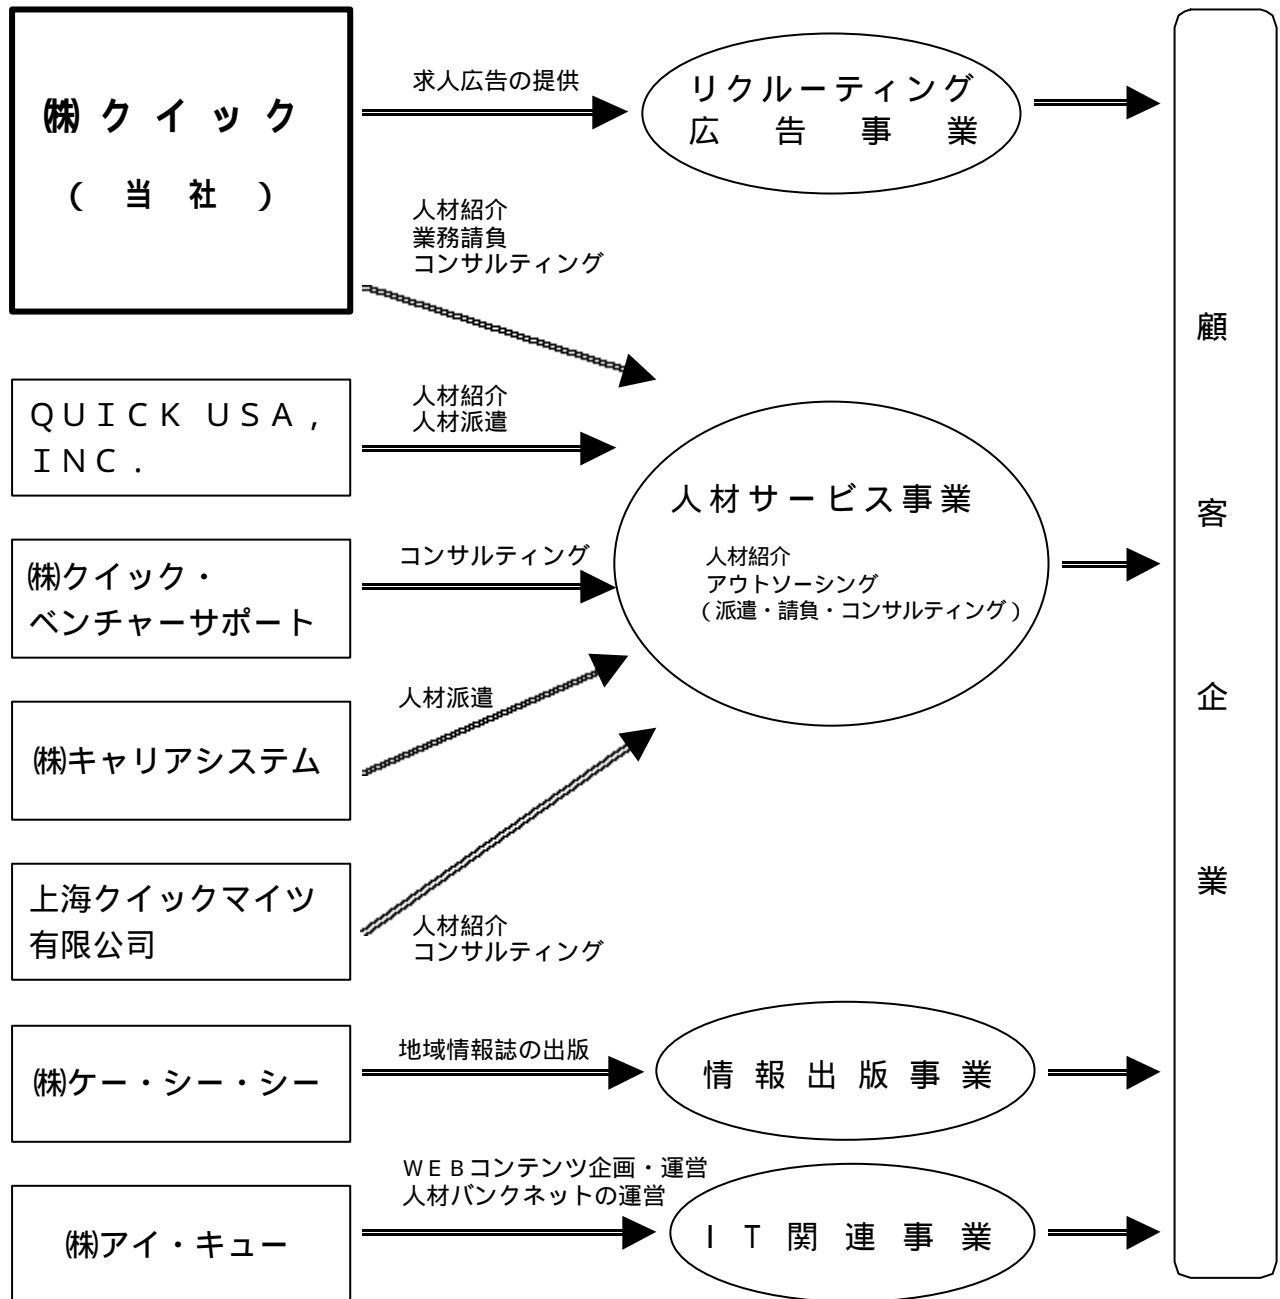 ㈱クイック
(当社)
求人広告の提供
リクルーティング
広告事業
人材紹介
業務請負
コンサルティング
QUICK USA,
INC.
人材紹介
人材派遣
人材サービス事業
人材紹介
アウトソーシング
(派遣・請負・コンサルティング)
㈱クイック・
ベンチャーサポート
コンサルティング
㈱キャリアシステム
人材派遣
上海クイックマイツ
有限公司
人材紹介
コンサルティング
㈱ケー・シー・シー
地域情報誌の出版
情報出版事業
㈱アイ・キュー
WEBコンテンツ企画・運営
人材バンクネットの運営
IT関連事業
顧客企業